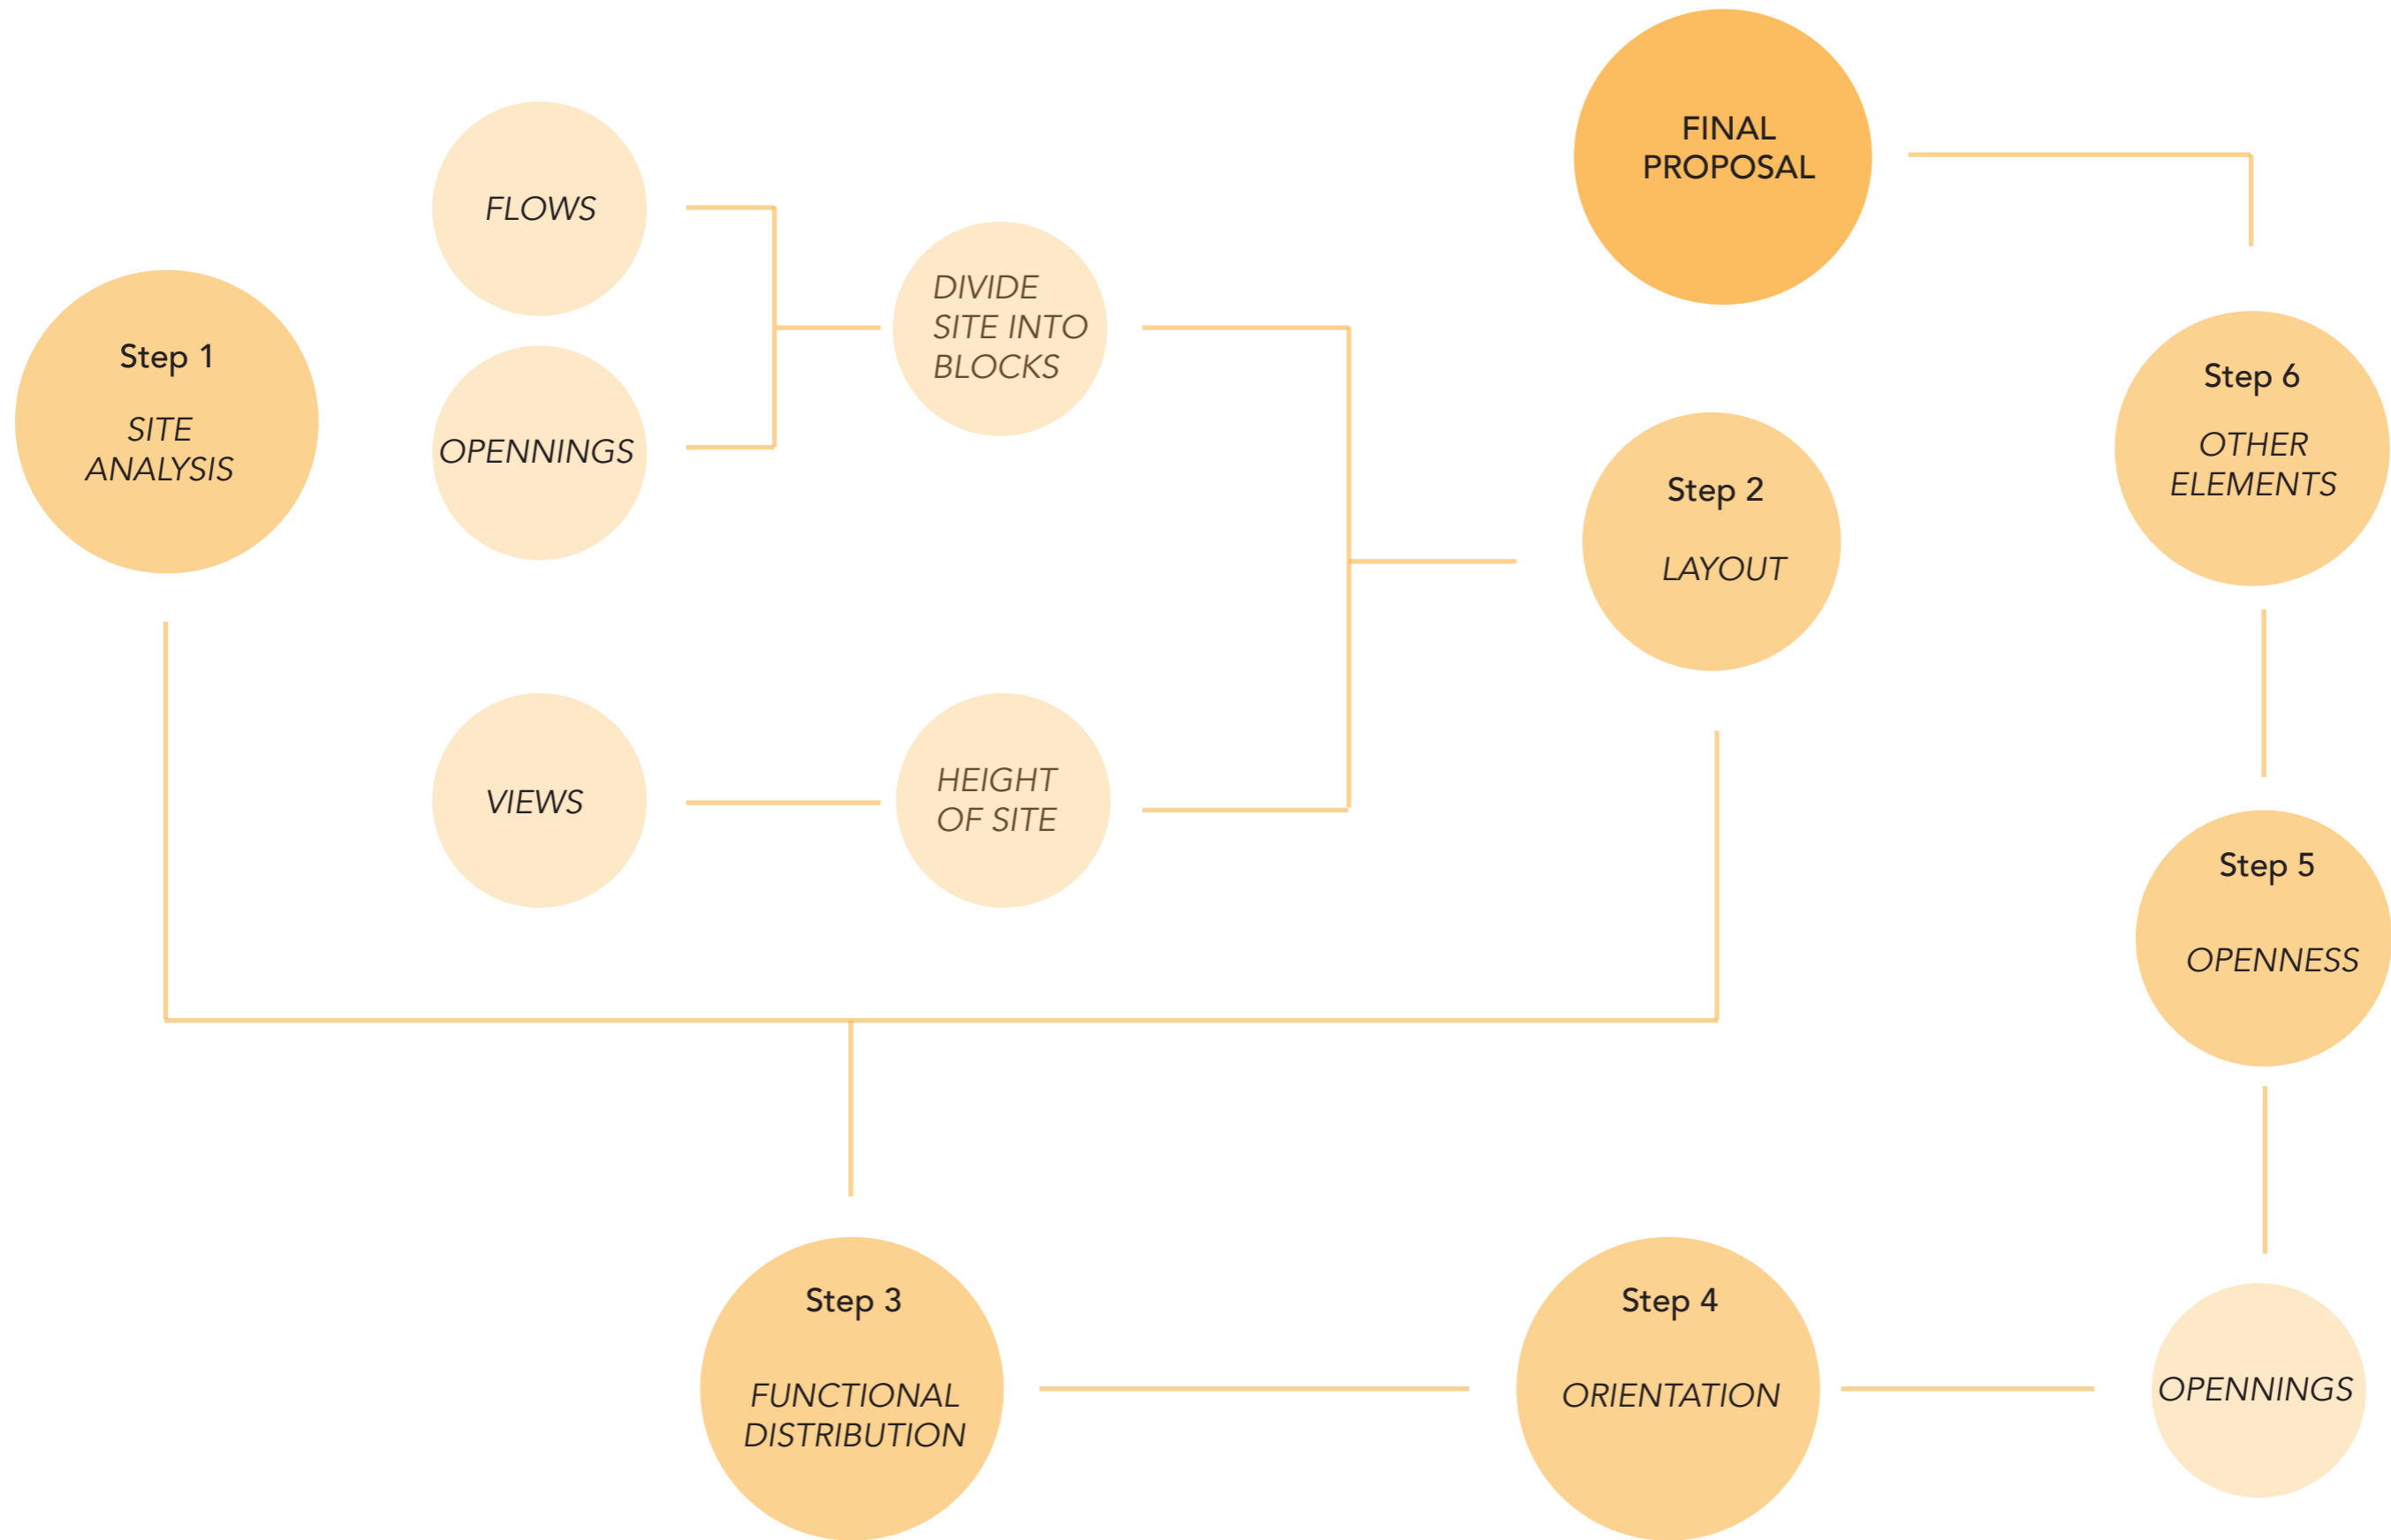 Step 1
SITE
ANALYSIS
FLOWS
OPENNINGS
VIEWS
DIVIDE
SITE INTO
BLOCKS
HEIGHT
OF SITE
Step 2
LAYOUT
Step 3
FUNCTIONAL
DISTRIBUTION
Step 4
ORIENTATION
OPENNINGS
Step 5
OPENNESS
Step 6
OTHER
ELEMENTS
FINAL
PROPOSAL